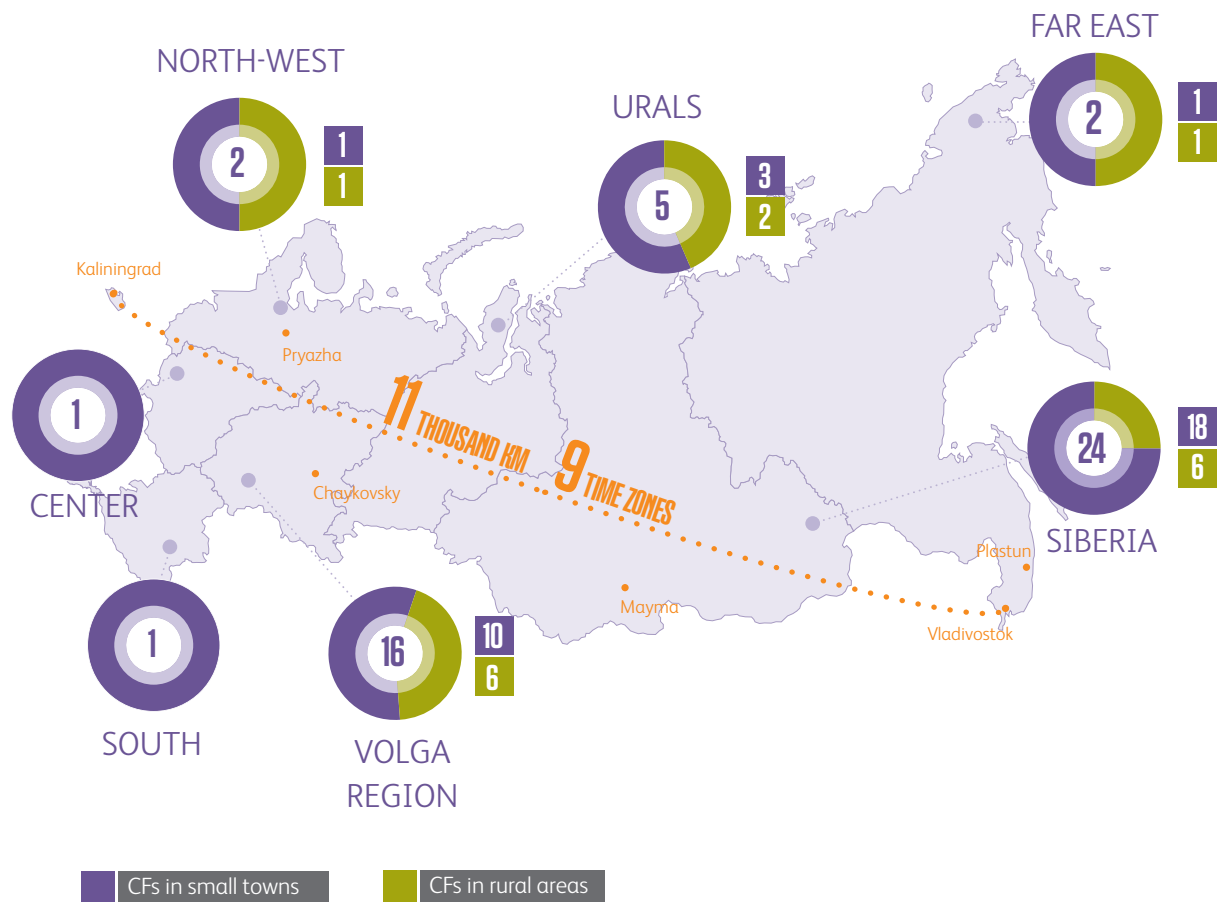 FAR EAST
2
1
1
NORTH-WEST
2
1
1
URALS
5
3
2
Kaliningrad
Pryazha
1
CENTER
11 THOUSAND KM
9 TIME ZONES
24
18
6
SIBERIA
Chaykovsky
Plastun
Mayma
Vladivostok
1
SOUTH
16
10
6
VOLGA
REGION
CFs in small towns
CFs in rural areas